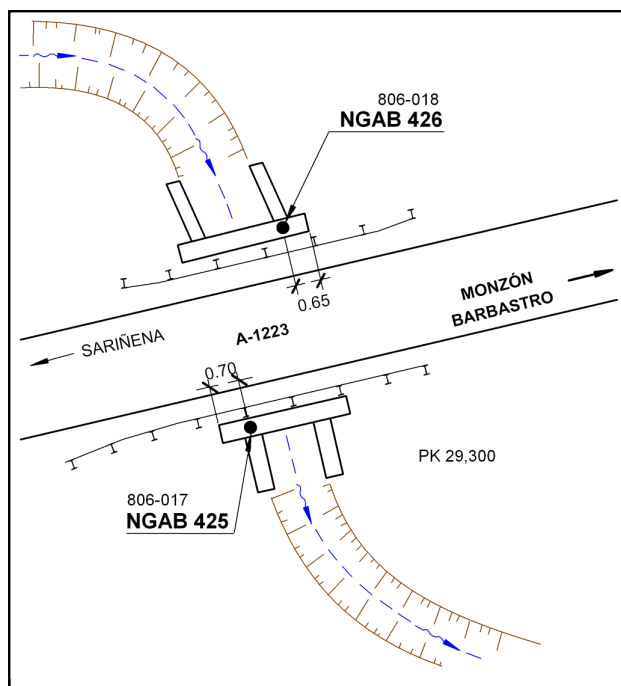 806-018
NGAB 426
0.65
MONZÓN
BARBASTRO
A-1223
SARIÑENA
0.70
PK 29,300
806-017
NGAB 425